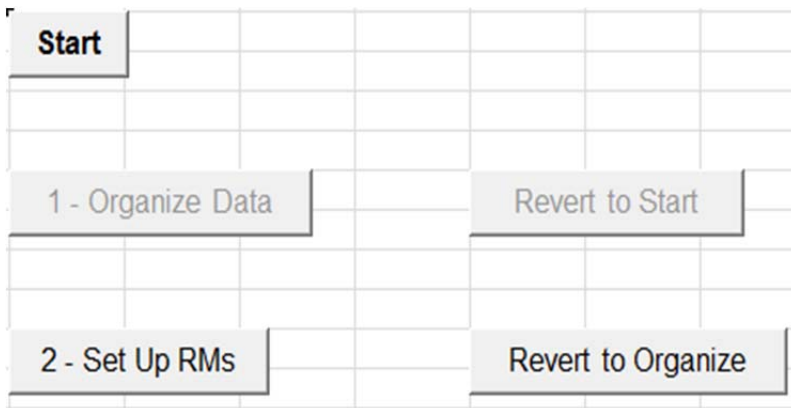 Start
1 - Organize Data
Revert to Start
2 - Set Up RMs
Revert to Organize